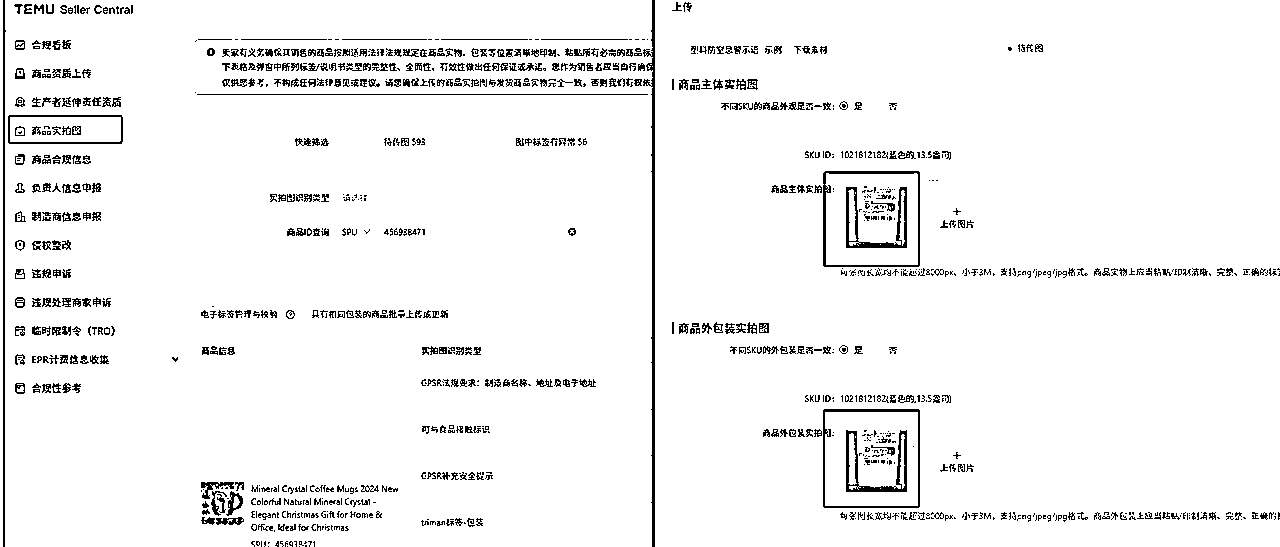 TEMU Seller Central
合规看板
商品资质上传
生产者延伸责任资质
商品实拍图
商品合规信息
负责人信息申报
制造商信息申报
侵权整改
违规申诉
违规处理商家申诉
临时限制令（TRO）
EPR计费信息收集
合规性参考
卖家有义务确保其销售的商品按照适用法律法规规定在商品实物、包装等位置清晰地印制、粘贴所有必需的商品标
下表格及弹窗中所列标签/说明书类型的完整性、全面性、有效性做出任何保证或承诺。您作为销售者应当自行确保
仅供您参考，不构成任何法律意见或建议。请您确保上传的商品实拍图与发货商品实物完全一致，否则我们有权依
快速筛选 待传图 593 图中标签有异常 56
实拍图识别类型 请选择
商品ID查询 SPU 456938471
电子标签管理与核销 具有相同包装的商品批量上传或更新
商品信息 实拍图识别类型
GPSR法规要求：制造商名称、地址及电子地址
可与食品接触标识
GPSR补充安全提示
triman标签-包装
Mineral Crystal Coffee Mugs 2024 New
Colorful Natural Mineral Crystal -
Elegant Christmas Gift for Home &
Office, Ideal for Christmas
SPU: 456938471
上传
塑料防窒息警示语 示例 下载素材 待传图
商品主体实拍图
不同SKU的商品外观是否一致: 是 否
SKU ID: 1021812182(蓝色的,13.5盎司)
商品主体实拍图:
上传图片
每张图长宽均不能超过8000px、小于3M，支持png/jpeg/jpg格式。商品实物上应当粘贴/印制清晰、完整、正确的标
商品外包装实拍图
不同SKU的外包装是否一致: 是 否
SKU ID: 1021812182(蓝色的,13.5盎司)
商品外包装实拍图:
上传图片
每张图长宽均不能超过8000px、小于3M，支持png/jpeg/jpg格式。商品外包装上应当粘贴/印制清晰、完整、正确的